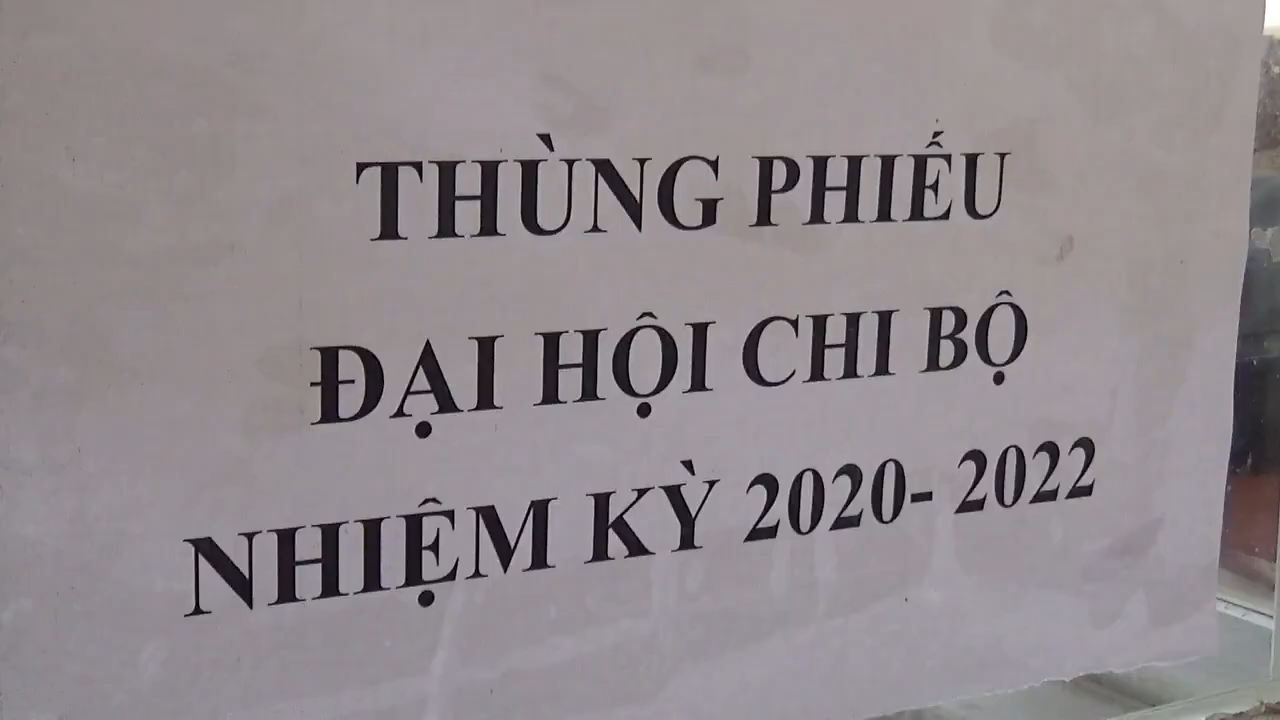 THÙNG PHIẾU
ĐẠI HỘI CHI BỘ
NHIỆM KỲ 2020- 2022